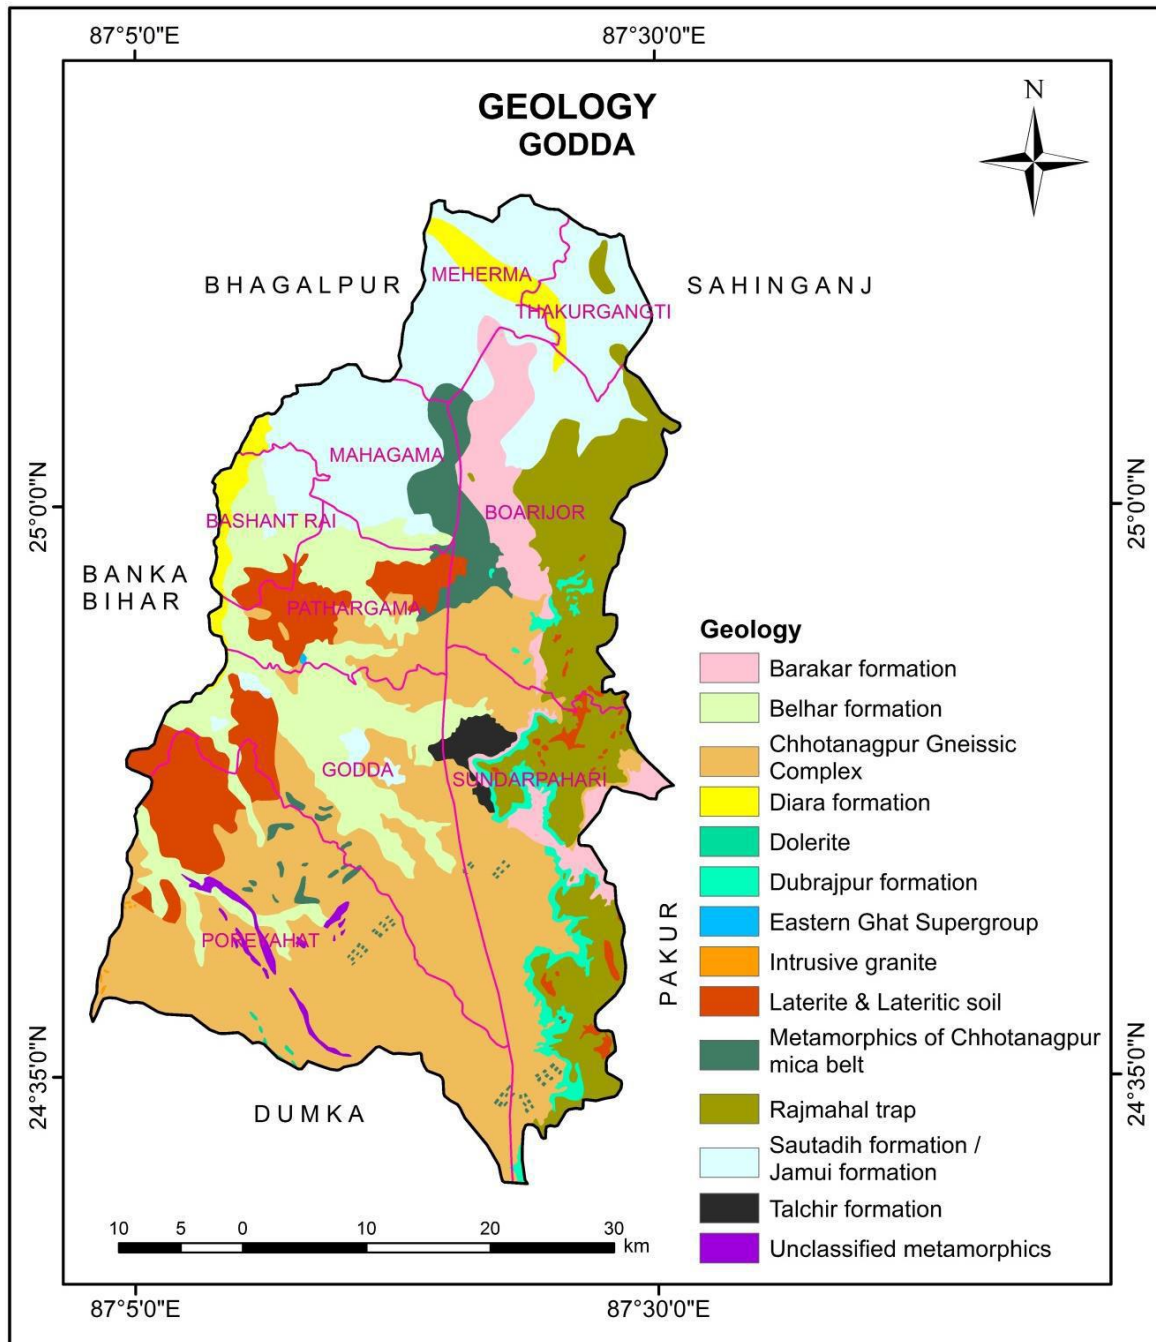 87°5'0"E 87°30'0"E
GEOLOGY
GODDA
N
BHAGALPUR
SAHINGANJ
MEHERMA
THAKURGANGTI
MAHAGAMA
BASHANT RAI
BOARIJOR
25°0'0"N
25°0'0"N
BANKA
BIHAR
PATHARGAMA
GODDA
SUNDARPAHARI
POREYAHAT
PAKUR
DUMKA
24°35'0"N
24°35'0"N
Geology
Barakar formation
Belhar formation
Chhotanagpur Gneissic
Complex
Diara formation
Dolerite
Dubrajpur formation
Eastern Ghat Supergroup
Intrusive granite
Laterite & Lateritic soil
Metamorphics of Chhotanagpur
mica belt
Rajmahal trap
Sautadih formation /
Jamui formation
Talchir formation
Unclassified metamorphics
10 5 0 10 20 30
km
87°5'0"E 87°30'0"E